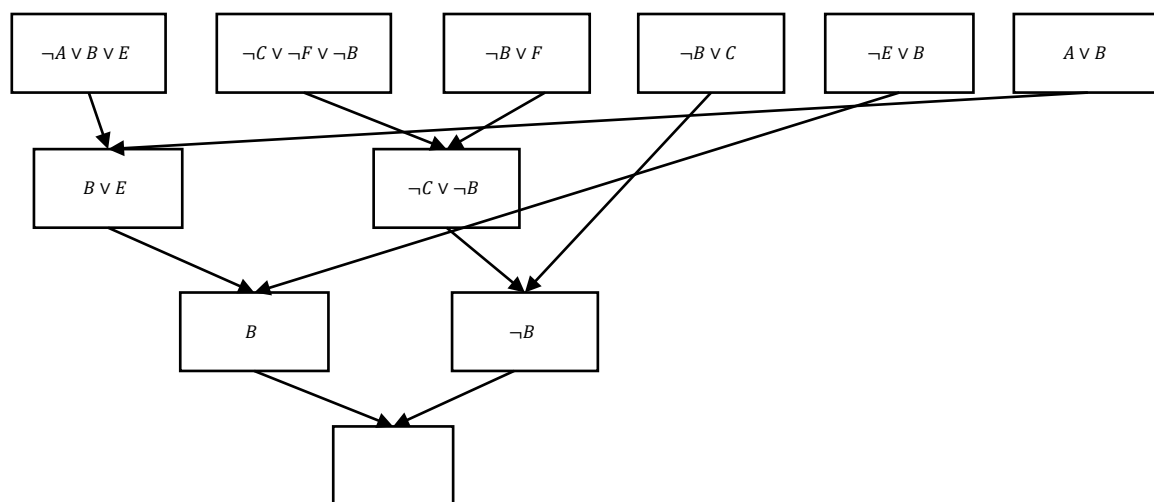 ¬A ∨ B ∨ E
¬C ∨ ¬F ∨ ¬B
¬B ∨ F
¬B ∨ C
¬E ∨ B
A ∨ B
B ∨ E
¬C ∨ ¬B
B
¬B